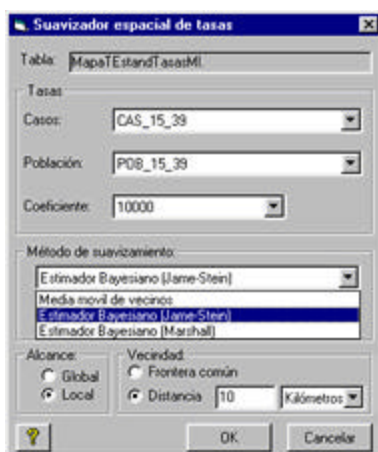 Suavizador espacial de tasas
Tabla: MapaTEstandTasasMI.
Tasas
Casos: CAS_15_39
Población: POB_15_39
Coeficiente: 10000
Método de suavizamiento:
Estimador Bayesiano (Jame-Stein)
Media movil de vecinos
Estimador Bayesiano (Jame-Stein)
Estimador Bayesiano (Marshall)
Alcance:
Global
Local
Vecindad:
Frontera común
Distancia 10 Kilómetros
? OK Cancelar